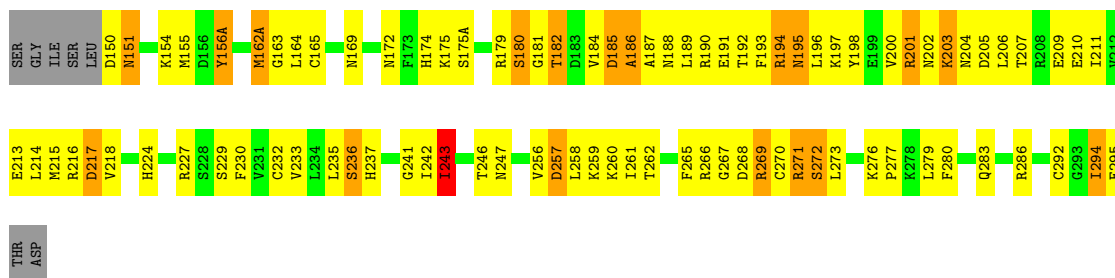 SER GLY ILE SER LEU D150 N151 K154 M155 D156 Y156A M162A G163 L164 C165 N169 N172 F173 H174 K175 S175A R179 S180 G181 T182 D183 V184 D185 A186 A187 N188 L189 R190 E191 T192 F193 R194 N195 L196 K197 Y198 E199 V200 R201 N202 K203 N204 D205 L206 T207 R208 E209 E210 I211 V212
E213 L214 M215 R216 D217 V218 H224 R227 S228 S229 F230 V231 C232 V233 L234 L235 S236 H237 G241 I242 I243 T246 N247 V256 D257 L258 K259 K260 I261 T262 F265 R266 G267 D268 R269 C270 R271 S272 L273 K276 P277 K278 L279 F280 Q283 R286 C292 G293 I294 E295
THR ASP